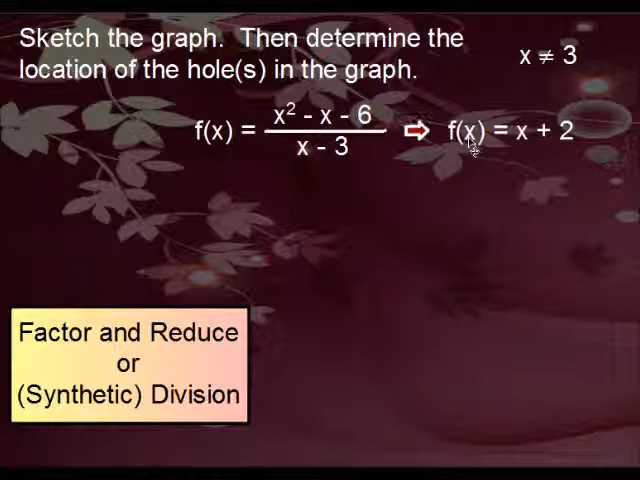 Sketch the graph. Then determine the
location of the hole(s) in the graph.
x ≠ 3
f(x) = x² - x - 6 / x - 3 ⇨ f(x) = x + 2
Factor and Reduce
or
(Synthetic) Division